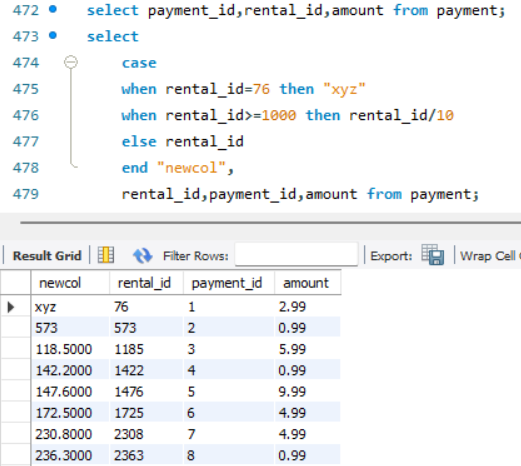 472 select payment_id,rental_id,amount from payment;
473 select
474 case
475 when rental_id=76 then "xyz"
476 when rental_id>=1000 then rental_id/10
477 else rental_id
478 end "newcol",
479 rental_id,payment_id,amount from payment;
Result Grid Filter Rows: Export: Wrap Cell
newcol rental_id payment_id amount
xyz 76 1 2.99
573 573 2 0.99
118.5000 1185 3 5.99
142.2000 1422 4 0.99
147.6000 1476 5 9.99
172.5000 1725 6 4.99
230.8000 2308 7 4.99
236.3000 2363 8 0.99